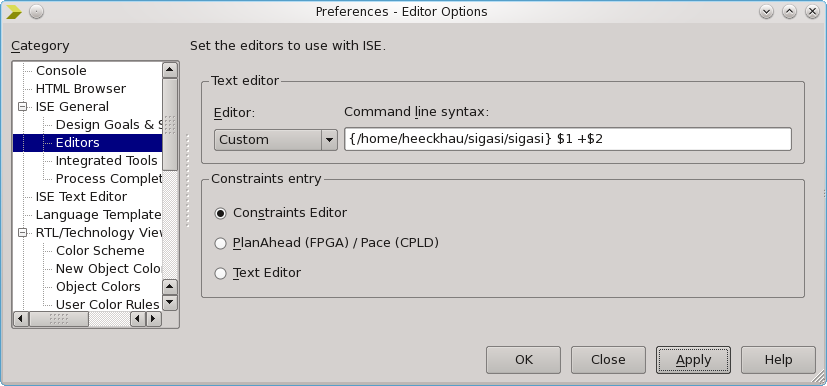 Preferences - Editor Options
Category
Console
HTML Browser
ISE General
Design Goals & S
Editors
Integrated Tools
Process Complet
ISE Text Editor
Language Template
RTL/Technology View
Color Scheme
New Object Colo
Object Colors
User Color Rules
Set the editors to use with ISE.
Text editor
Editor:
Command line syntax:
Custom
{/home/heeckhau/sigasi/sigasi} $1 +$2
Constraints entry
Constraints Editor
PlanAhead (FPGA) / Pace (CPLD)
Text Editor
OK
Close
Apply
Help